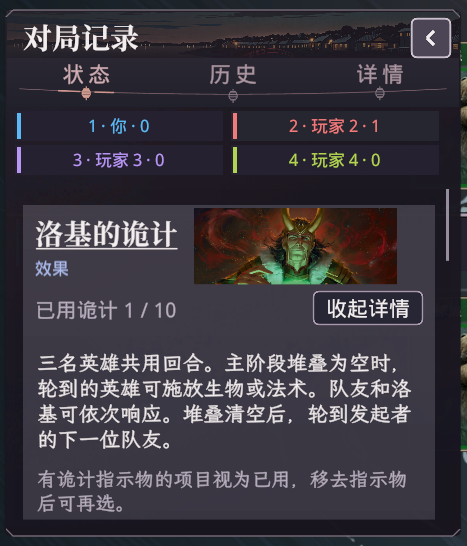 对局记录
状态 历史 详情
1 · 你 · 0 2 · 玩家 2 · 1
3 · 玩家 3 · 0 4 · 玩家 4 · 0
洛基的诡计
效果
已用诡计 1 / 10 收起详情
三名英雄共用回合。主阶段堆叠为空时，
轮到的英雄可施放生物或法术。队友和洛
基可依次响应。堆叠清空后，轮到发起者
的下一位队友。
有诡计指示物的项目视为已用，移去指示物
后可再选。